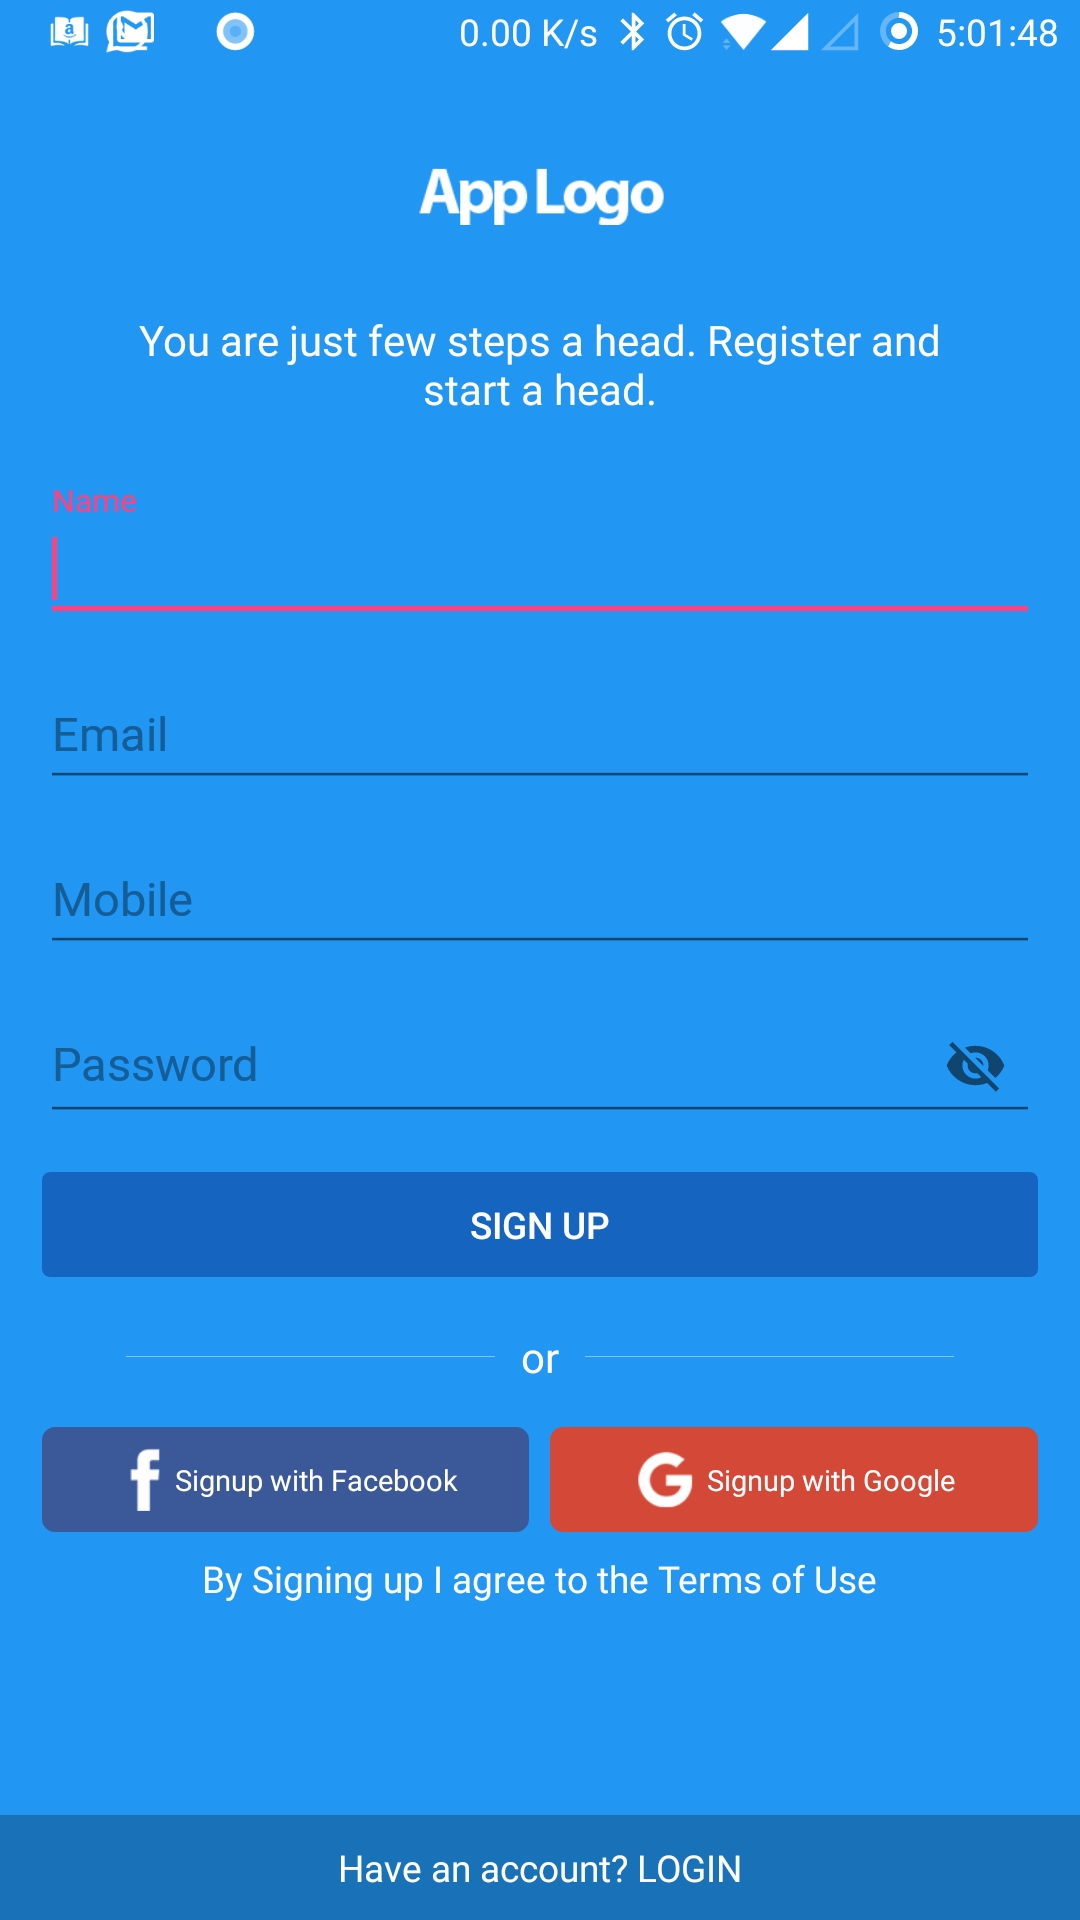 0.00 K/s 5:01:48
App Logo
You are just few steps a head. Register and
start a head.
Name
Email
Mobile
Password
SIGN UP
or
f Signup with Facebook
G Signup with Google
By Signing up I agree to the Terms of Use
Have an account? LOGIN